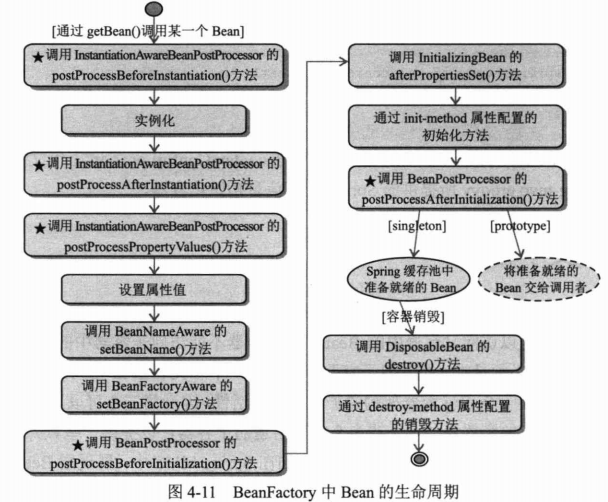 [通过 getBean()调用某一个 Bean]
★调用 InstantiationAwareBeanPostProcessor 的
postProcessBeforeInstantiation()方法
实例化
★调用 InstantiationAwareBeanPostProcessor 的
postProcessAfterInstantiation()方法
★调用 InstantiationAwareBeanPostProcessor 的
postProcessPropertyValues()方法
设置属性值
调用 BeanNameAware 的
setBeanName()方法
调用 BeanFactoryAware 的
setBeanFactory()方法
★调用 BeanPostProcessor 的
postProcessBeforeInitialization()方法
调用 InitializingBean 的
afterPropertiesSet()方法
通过 init-method 属性配置的
初始化方法
★调用 BeanPostProcessor 的
postProcessAfterInitialization()方法
[singleton]
[prototype]
Spring 缓存池中
准备就绪的 Bean
将准备就绪的
Bean 交给调用者
[容器销毁]
调用 DisposableBean 的
destroy()方法
通过 destroy-method 属性配置
的销毁方法
图 4-11 BeanFactory 中 Bean 的生命周期